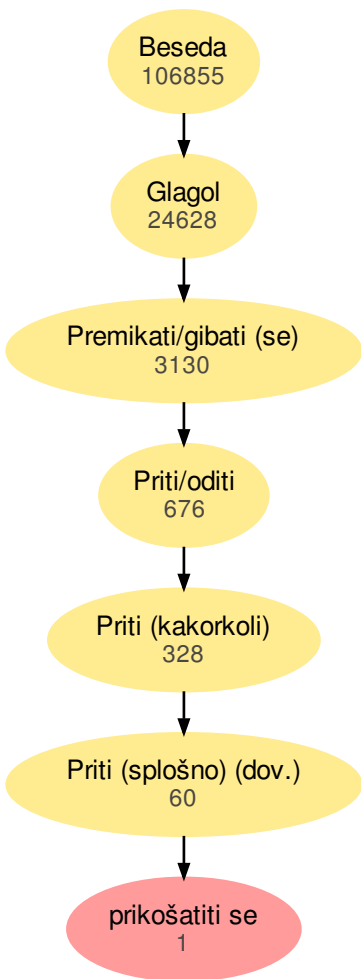 Beseda
106855
Glagol
24628
Premikati/gibati (se)
3130
Priti/oditi
676
Priti (kakorkoli)
328
Priti (splošno) (dov.)
60
prikošatiti se
1